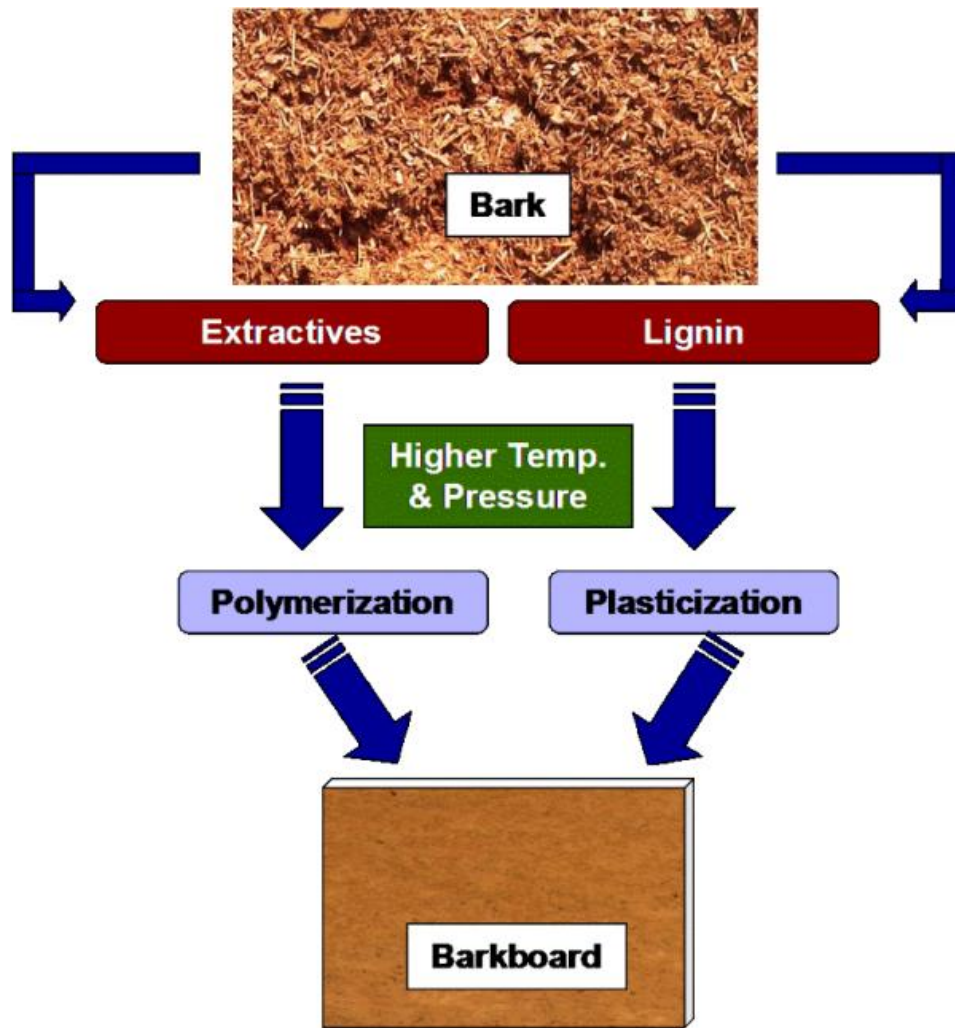 Bark
Extractives
Lignin
Higher Temp.
& Pressure
Polymerization
Plasticization
Barkboard